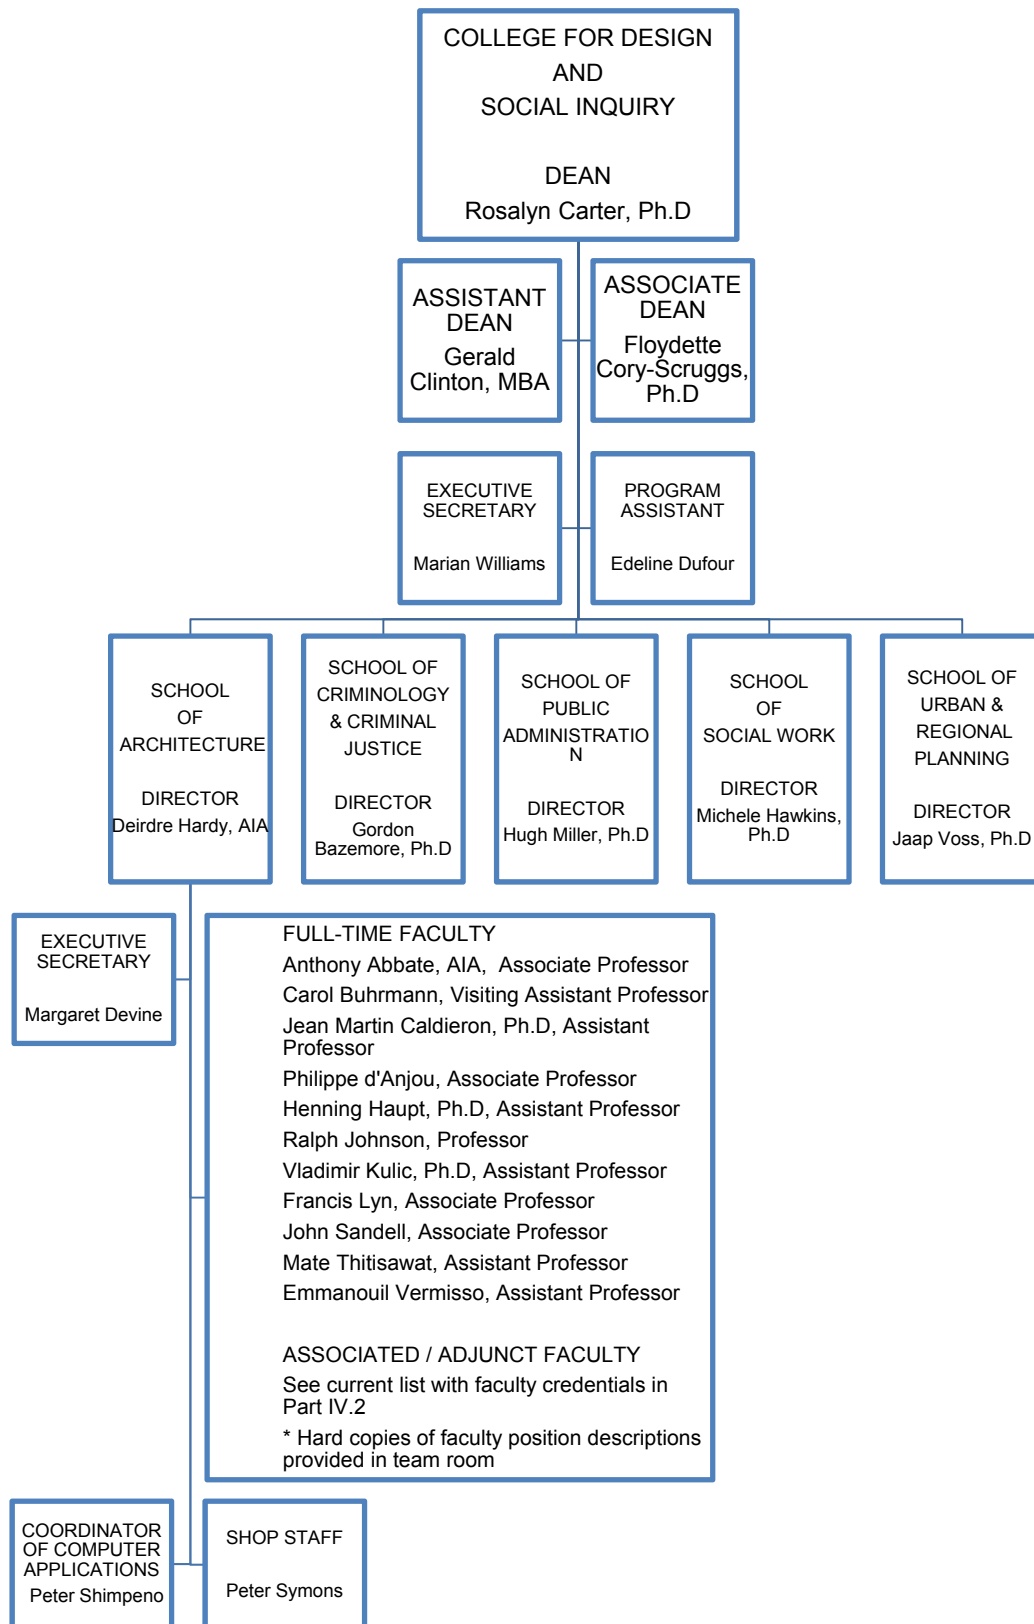 COLLEGE FOR DESIGN
AND
SOCIAL INQUIRY
DEAN
Rosalyn Carter, Ph.D
ASSISTANT
DEAN
Gerald
Clinton, MBA
ASSOCIATE
DEAN
Floydette
Cory-Scruggs,
Ph.D
EXECUTIVE
SECRETARY
Marian Williams
PROGRAM
ASSISTANT
Edeline Dufour
SCHOOL
OF
ARCHITECTURE
DIRECTOR
Deirdre Hardy, AIA
SCHOOL OF
CRIMINOLOGY
& CRIMINAL
JUSTICE
DIRECTOR
Gordon
Bazemore, Ph.D
SCHOOL OF
PUBLIC
ADMINISTRATIO
N
DIRECTOR
Hugh Miller, Ph.D
SCHOOL
OF
SOCIAL WORK
DIRECTOR
Michele Hawkins,
Ph.D
SCHOOL OF
URBAN &
REGIONAL
PLANNING
DIRECTOR
Jaap Voss, Ph.D
EXECUTIVE
SECRETARY
Margaret Devine
FULL-TIME FACULTY
Anthony Abbate, AIA, Associate Professor
Carol Buhrmann, Visiting Assistant Professor
Jean Martin Caldieron, Ph.D, Assistant
Professor
Philippe d'Anjou, Associate Professor
Henning Haupt, Ph.D, Assistant Professor
Ralph Johnson, Professor
Vladimir Kulic, Ph.D, Assistant Professor
Francis Lyn, Associate Professor
John Sandell, Associate Professor
Mate Thitisawat, Assistant Professor
Emmanouil Vermisso, Assistant Professor
ASSOCIATED / ADJUNCT FACULTY
See current list with faculty credentials in
Part IV.2
* Hard copies of faculty position descriptions
provided in team room
COORDINATOR
OF COMPUTER
APPLICATIONS
Peter Shimpeno
SHOP STAFF
Peter Symons